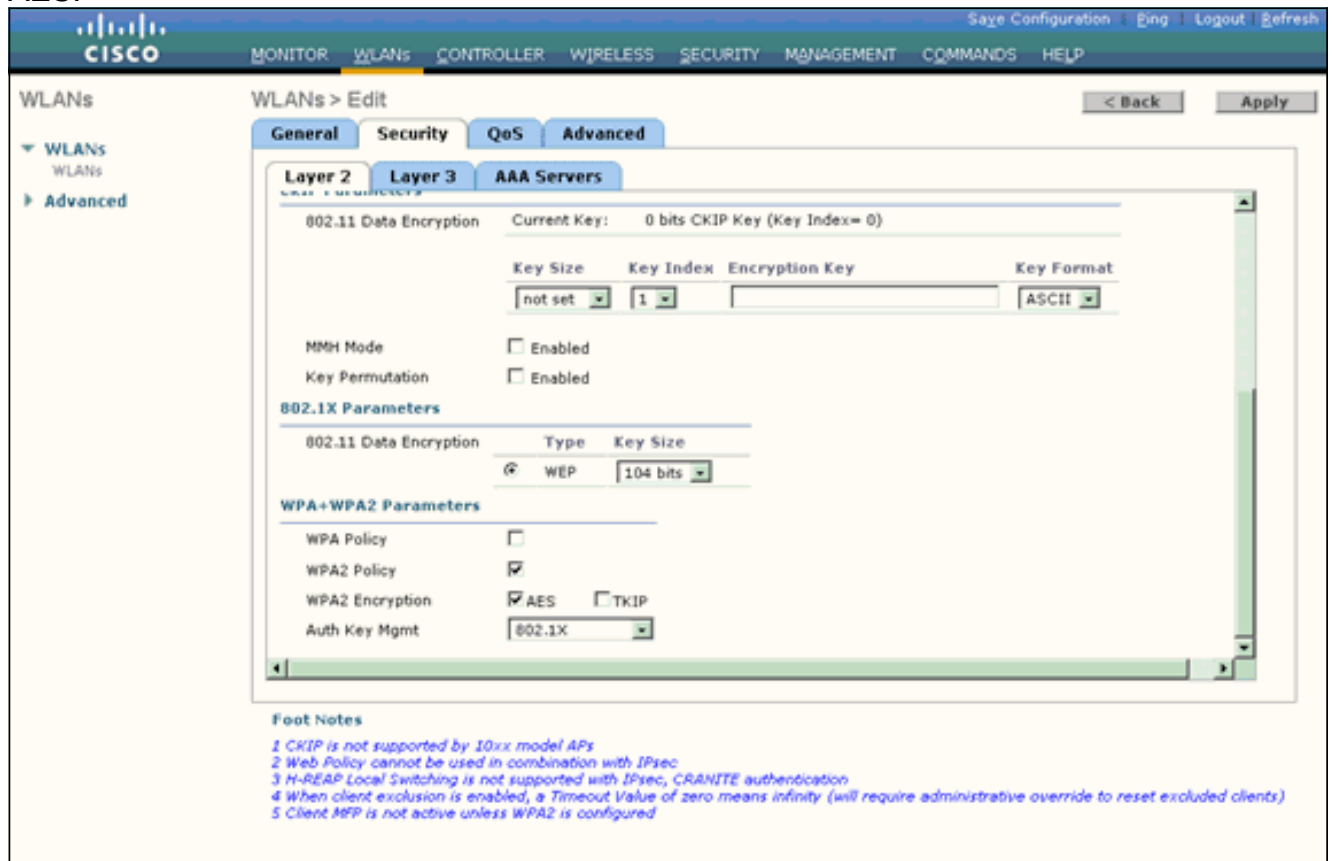 Save Configuration | Ping | Logout | Refresh
CISCO
MONITOR WLANs CONTROLLER WIRELESS SECURITY MANAGEMENT COMMANDS HELP
WLANs
WLANs > Edit
< Back
Apply
WLANs
WLANs
Advanced
General Security QoS Advanced
Layer 2 Layer 3 AAA Servers
802.11 Data Encryption Current Key: 0 bits CKIP Key (Key Index= 0)
Key Size Key Index Encryption Key Key Format
not set 1 ASCII
MMH Mode Enabled
Key Permutation Enabled
802.1X Parameters
802.11 Data Encryption Type Key Size
WEP 104 bits
WPA+WPA2 Parameters
WPA Policy
WPA2 Policy
WPA2 Encryption AES TKIP
Auth Key Mgmt 802.1X
Foot Notes
1 CKIP is not supported by 10xx model APs
2 Web Policy cannot be used in combination with IPsec
3 H-REAP Local Switching is not supported with IPsec, CRANITE authentication
4 When client exclusion is enabled, a Timeout Value of zero means infinity (will require administrative override to reset excluded clients)
5 Client MFP is not active unless WPA2 is configured